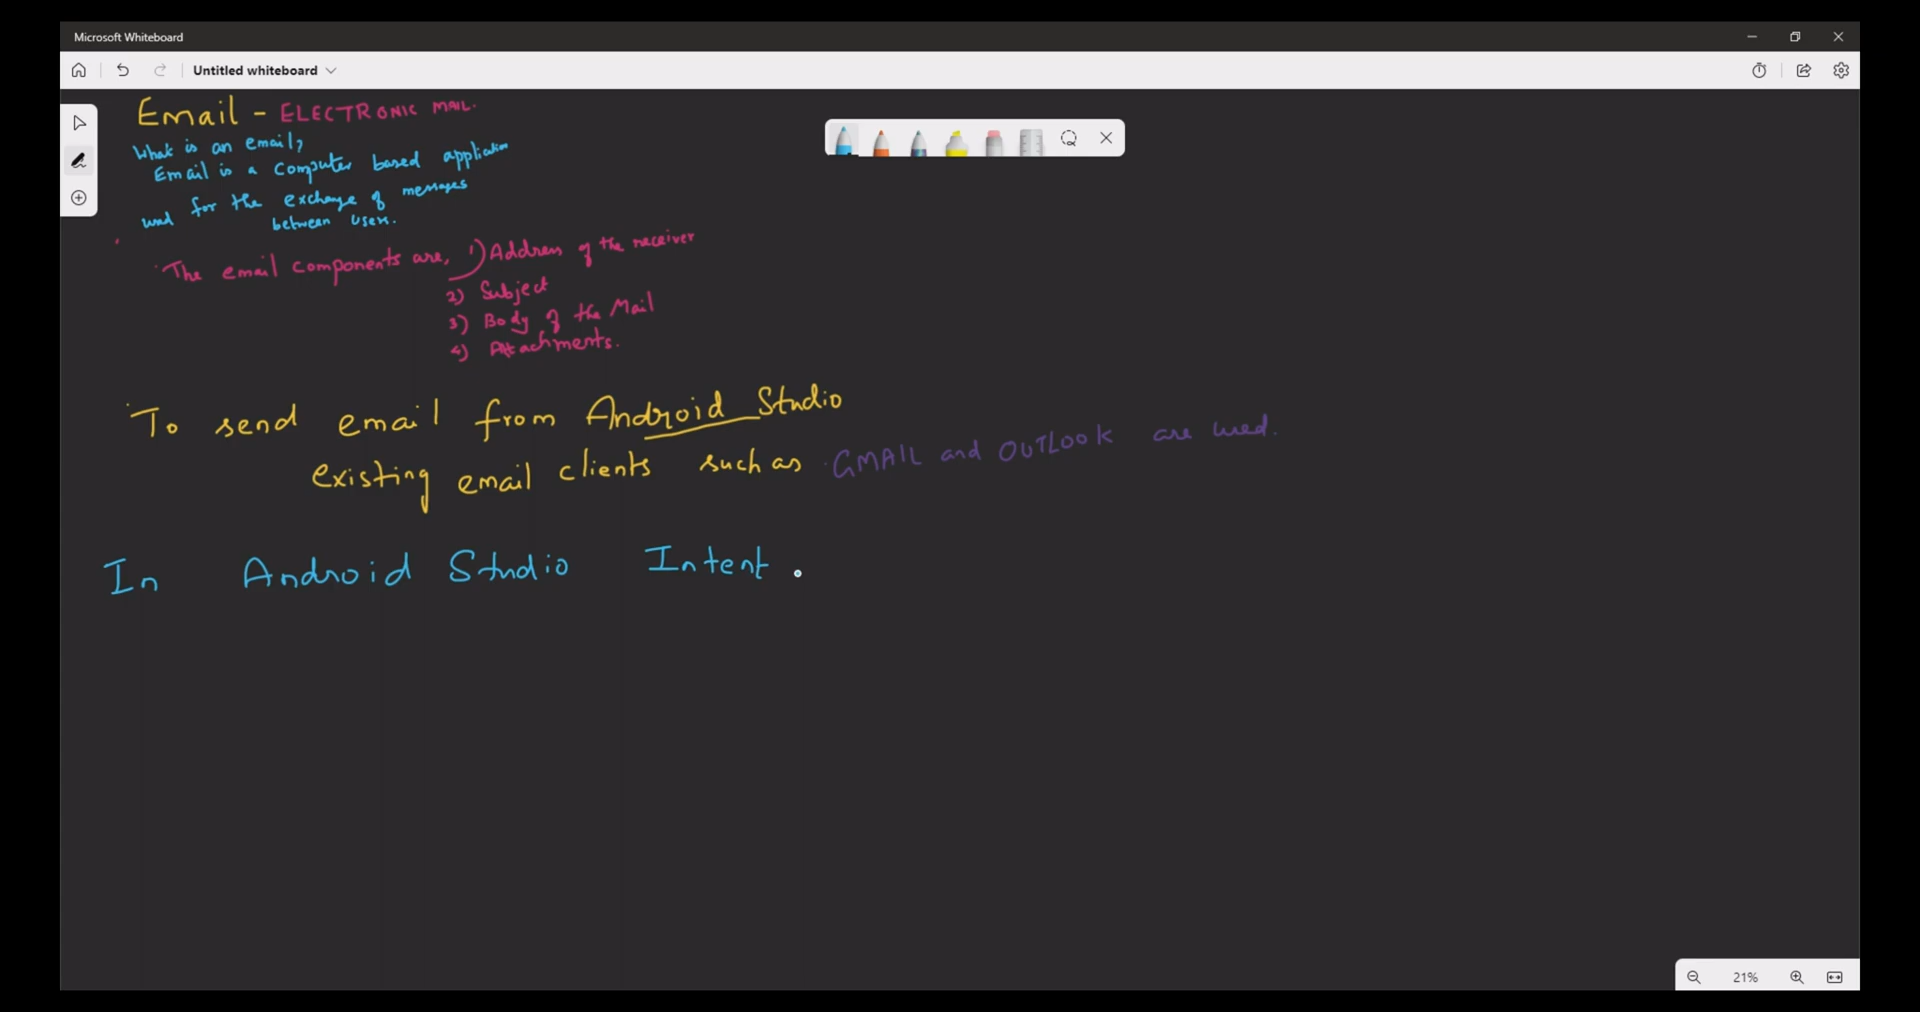 Microsoft Whiteboard
Untitled whiteboard
Email - ELECTRONIC MAIL.
What is an email?
Email is a computer based application
used for the exchange of messages
between users.
The email components are, 1) Address of the receiver
2) Subject
3) Body of the Mail
4) Attachments.
To send email from Android Studio
existing email clients such as GMAIL and OUTLOOK are used.
In Android Studio Intent
21%